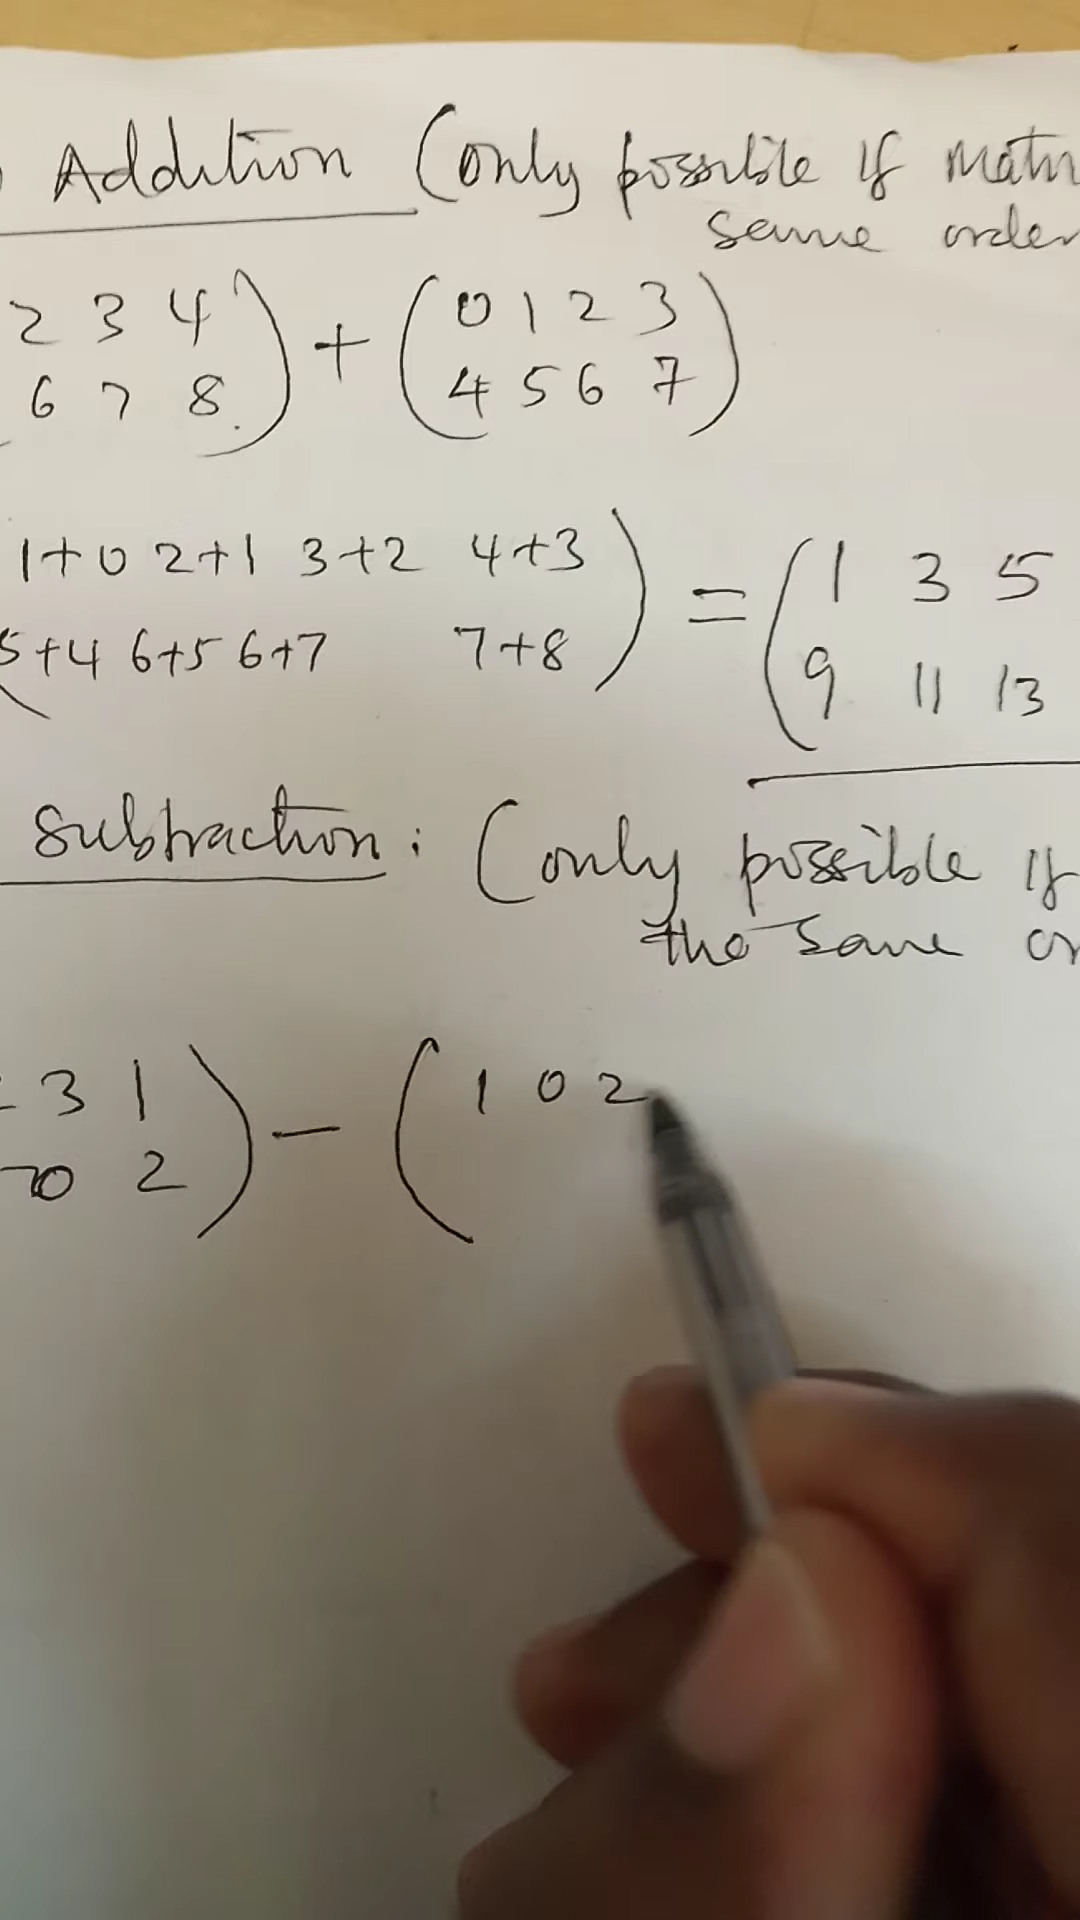 Addition (only possible if
same order
2 3 4 ) + ( 0 1 2 3 )
6 7 8 4 5 6 7
1+0 2+1 3+2 4+3 ) = ( 1 3 5
5+4 6+5 6+7 7+8 9 11 13
Subtraction: (only possible if
the same
3 1 ) - ( 1 0 2
0 2